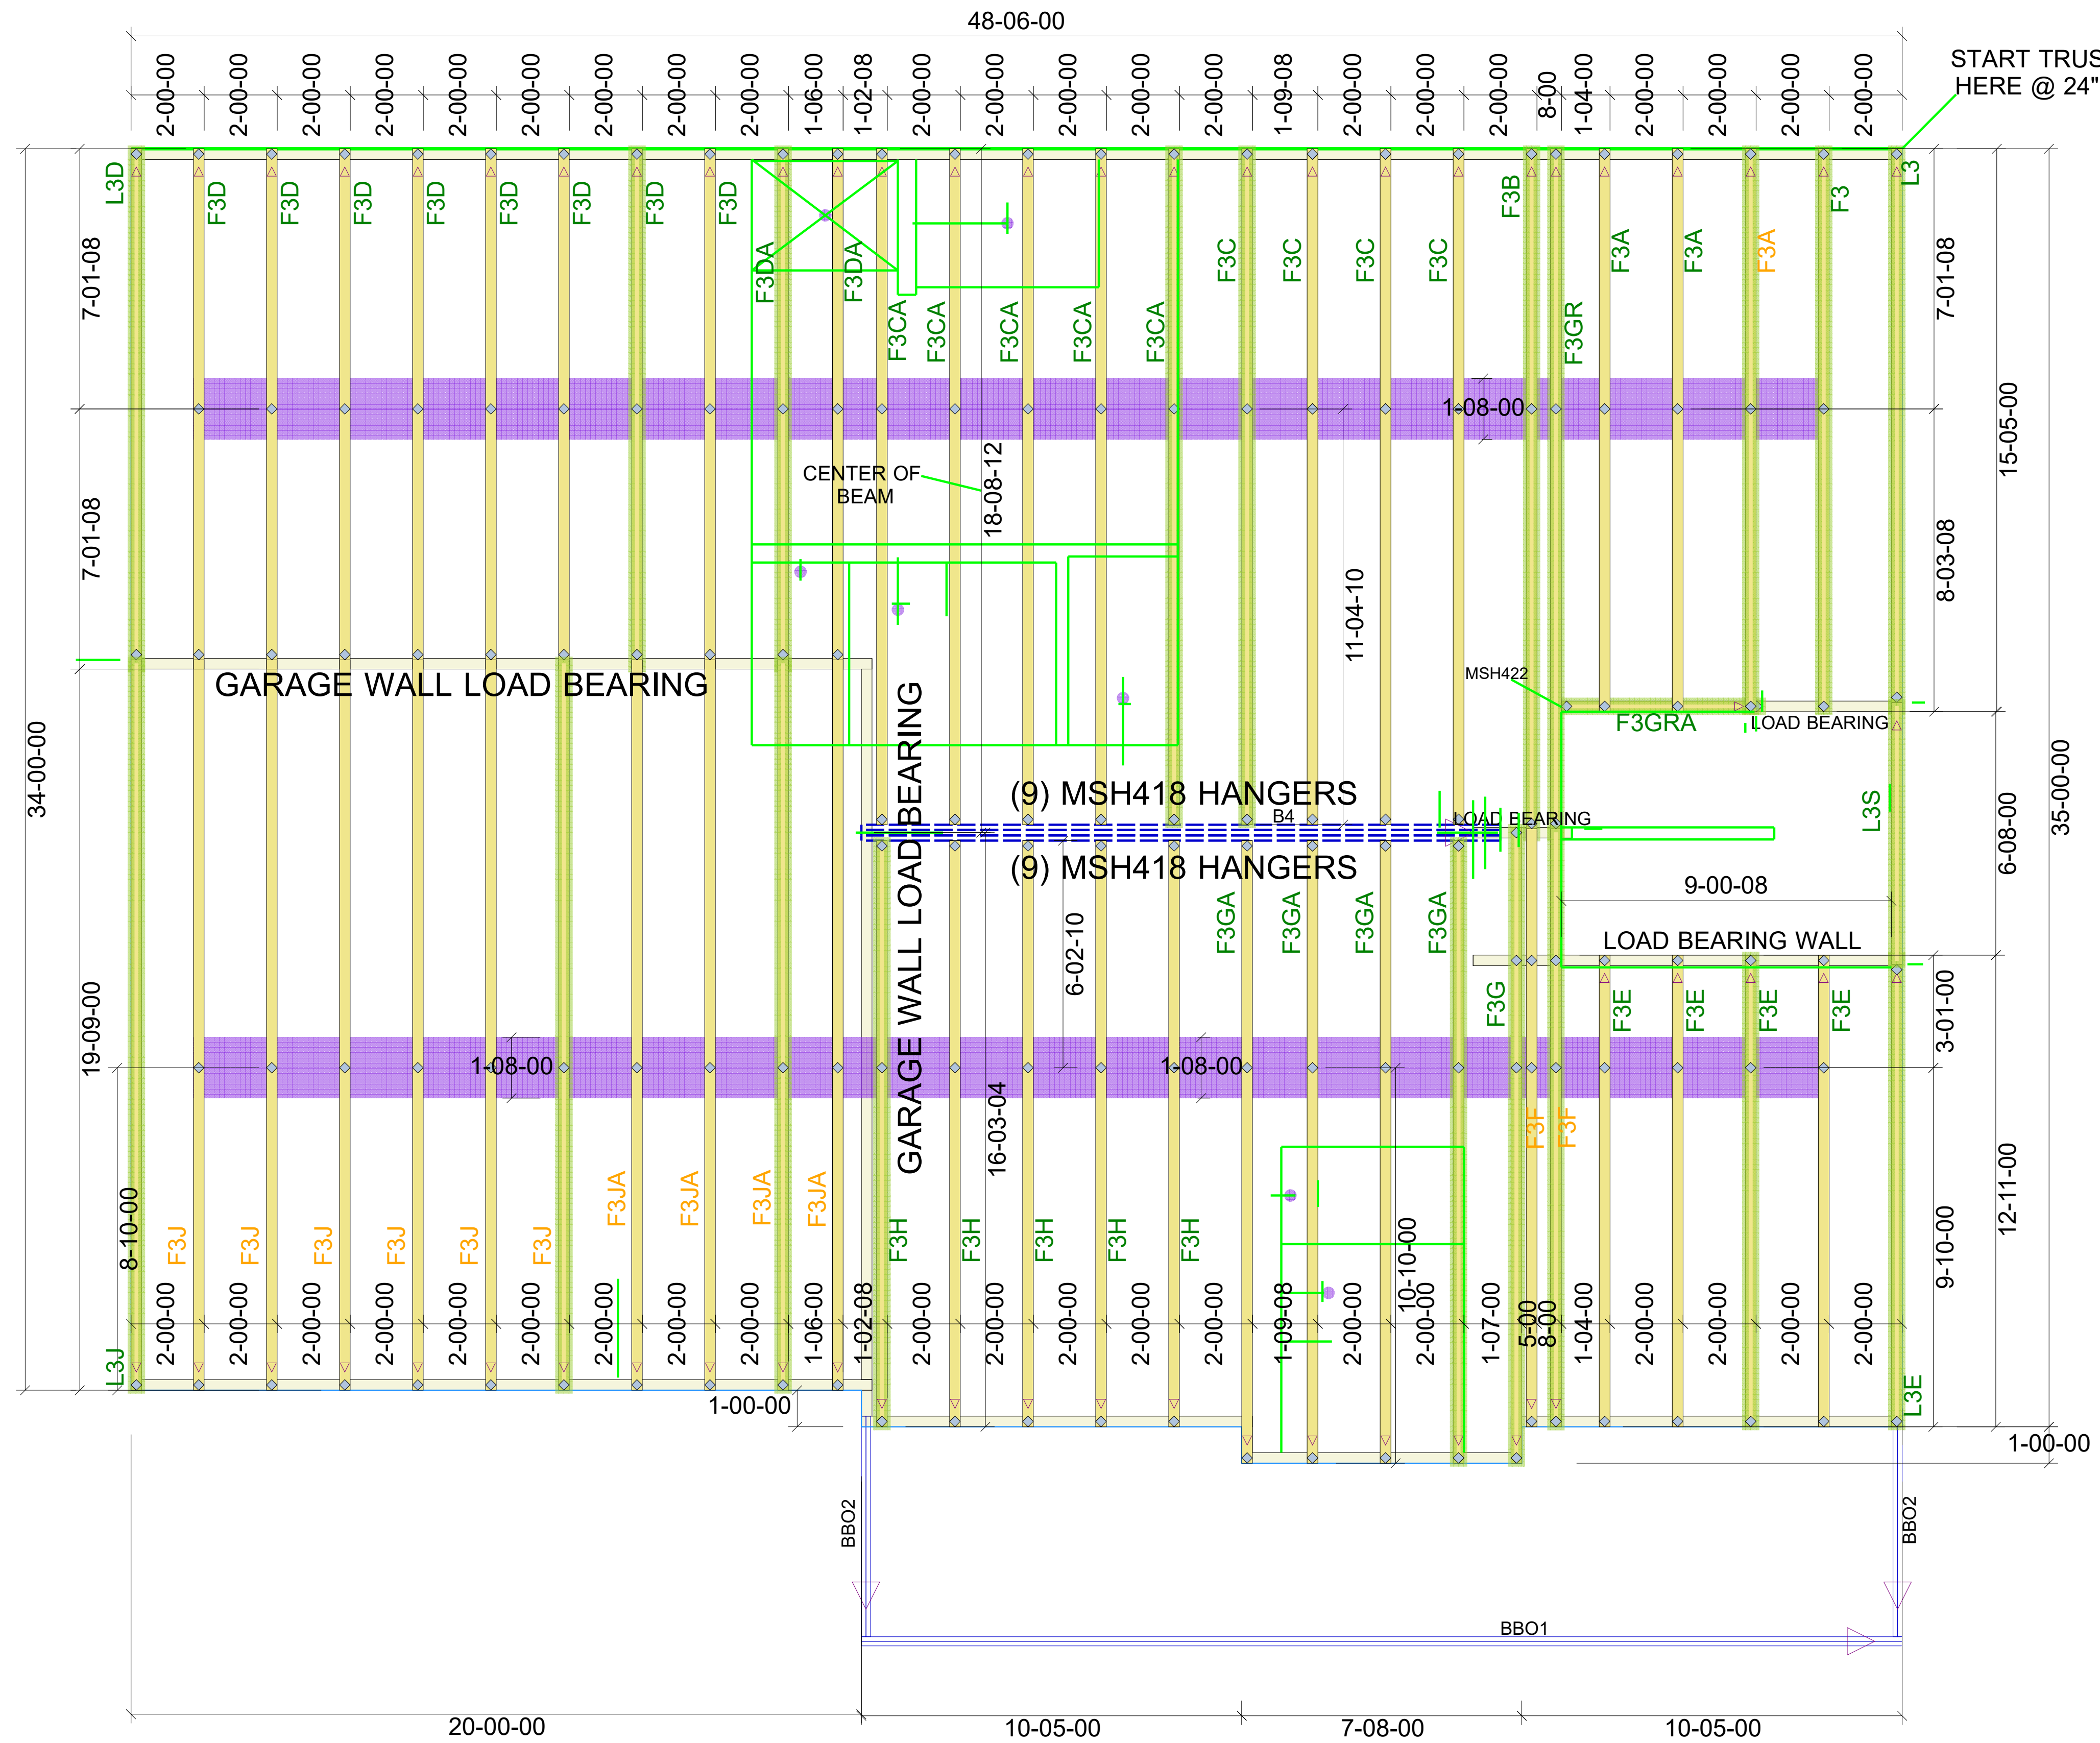 48-06-00
START TRUS
HERE @ 24"
2-00-00
2-00-00
2-00-00
2-00-00
2-00-00
2-00-00
2-00-00
2-00-00
2-00-00
1-06-00
1-02-08
2-00-00
2-00-00
2-00-00
2-00-00
2-00-00
1-09-08
2-00-00
2-00-00
2-00-00
8-00
1-04-00
2-00-00
2-00-00
2-00-00
2-00-00
L3D
F3D
F3D
F3D
F3D
F3D
F3D
F3D
F3D
F3DA
F3DA
F3CA
F3CA
F3CA
F3CA
F3CA
F3C
F3C
F3C
F3C
F3B
F3GR
F3A
F3A
F3A
F3
L3
7-01-08
7-01-08
7-01-08
8-03-08
15-05-00
1-08-00
CENTER OF
BEAM
18-08-12
11-04-10
MSH422
F3GRA
LOAD BEARING
GARAGE WALL LOAD BEARING
GARAGE WALL LOAD BEARING
34-00-00
35-00-00
(9) MSH418 HANGERS
B4
LOAD BEARING
(9) MSH418 HANGERS
L3S
6-08-00
9-00-08
LOAD BEARING WALL
F3GA
F3GA
F3GA
F3GA
6-02-10
F3G
F3E
F3E
F3E
F3E
3-01-00
19-09-00
1-08-00
1-08-00
16-03-04
F3F
F3F
12-11-00
9-10-00
8-10-00
10-10-00
F3J
F3J
F3J
F3J
F3J
F3J
F3JA
F3JA
F3JA
F3JA
F3H
F3H
F3H
F3H
F3H
L3J
2-00-00
2-00-00
2-00-00
2-00-00
2-00-00
2-00-00
2-00-00
2-00-00
2-00-00
1-06-00
1-02-08
2-00-00
2-00-00
2-00-00
2-00-00
2-00-00
1-09-08
2-00-00
2-00-00
1-07-00
5-00
8-00
1-04-00
2-00-00
2-00-00
2-00-00
2-00-00
L3E
1-00-00
1-00-00
BBO2
BBO2
BBO1
20-00-00
10-05-00
7-08-00
10-05-00